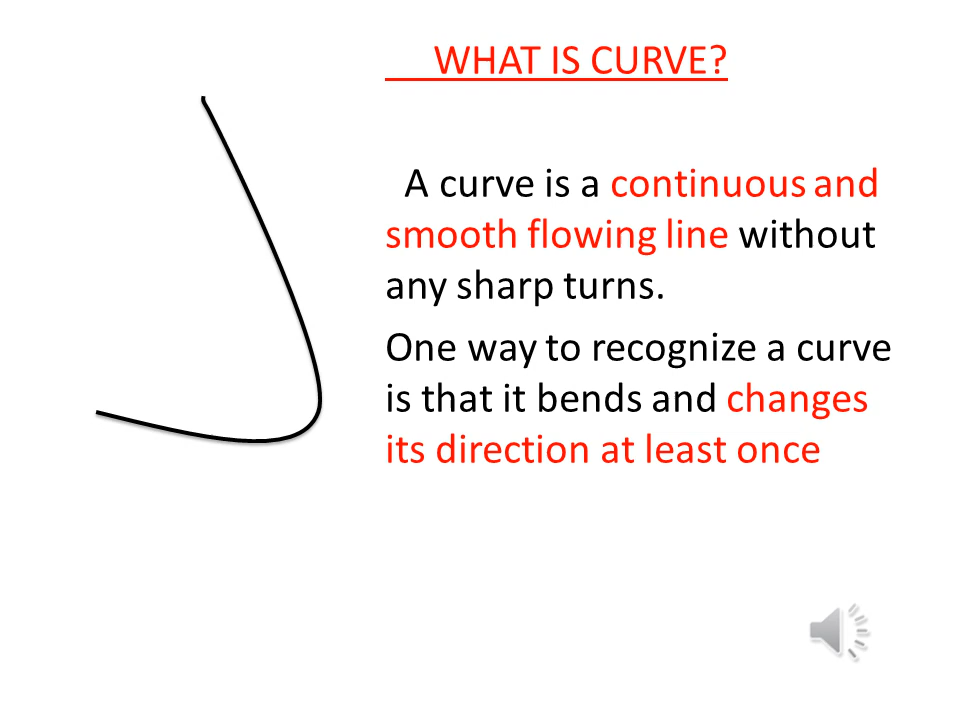 WHAT IS CURVE?
A curve is a continuous and
smooth flowing line without
any sharp turns.
One way to recognize a curve
is that it bends and changes
its direction at least once